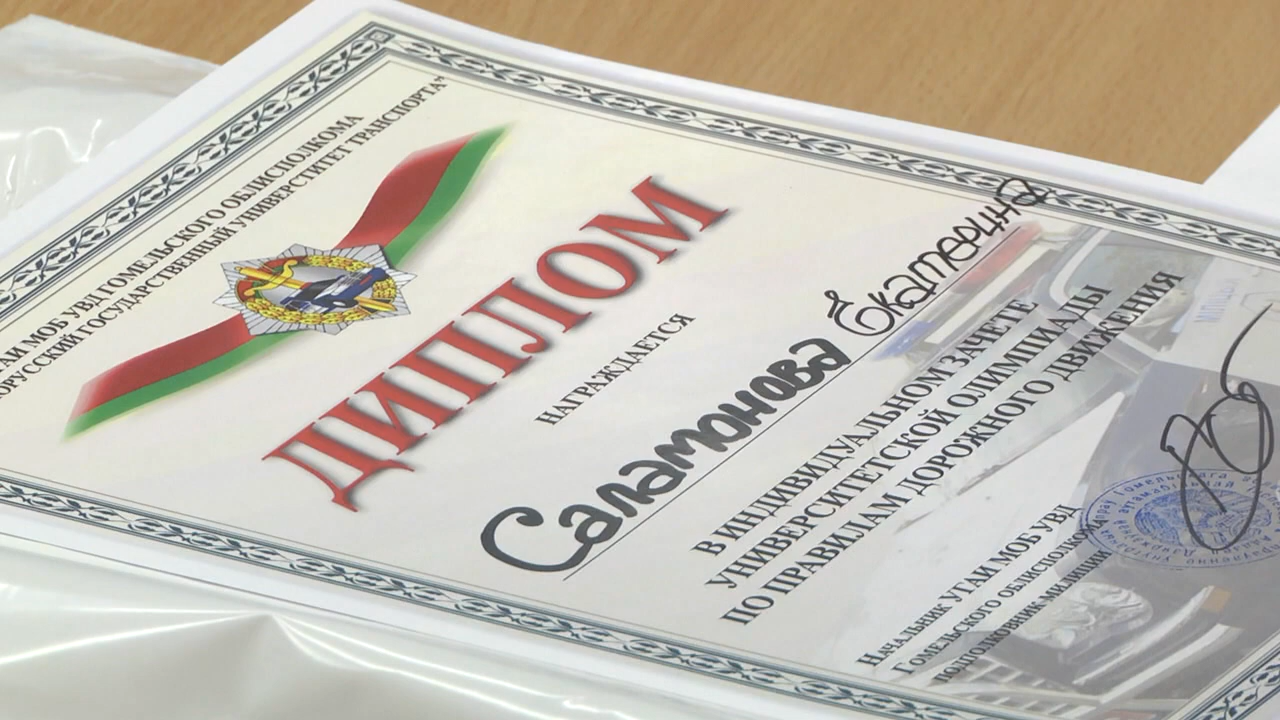 УГАИ МОБ УВД ГОМЕЛЬСКОГО ОБЛИСПОЛКОМА
ГОСУДАРСТВЕННЫЙ УНИВЕРСИТЕТ ТРАНСПОРТА"
ДИПЛОМ
НАГРАЖДАЕТСЯ
Саламонова Екатерина
В ИНДИВИДУАЛЬНОМ ЗАЧЕТЕ
УНИВЕРСИТЕТСКОЙ ОЛИМПИАДЫ
ПО ПРАВИЛАМ ДОРОЖНОГО ДВИЖЕНИЯ
НАЧАЛЬНИК УГАИ МОБ УВД
ГОМЕЛЬСКОГО ОБЛИСПОЛКОМА
ПОДПОЛКОВНИК МИЛИЦИИ